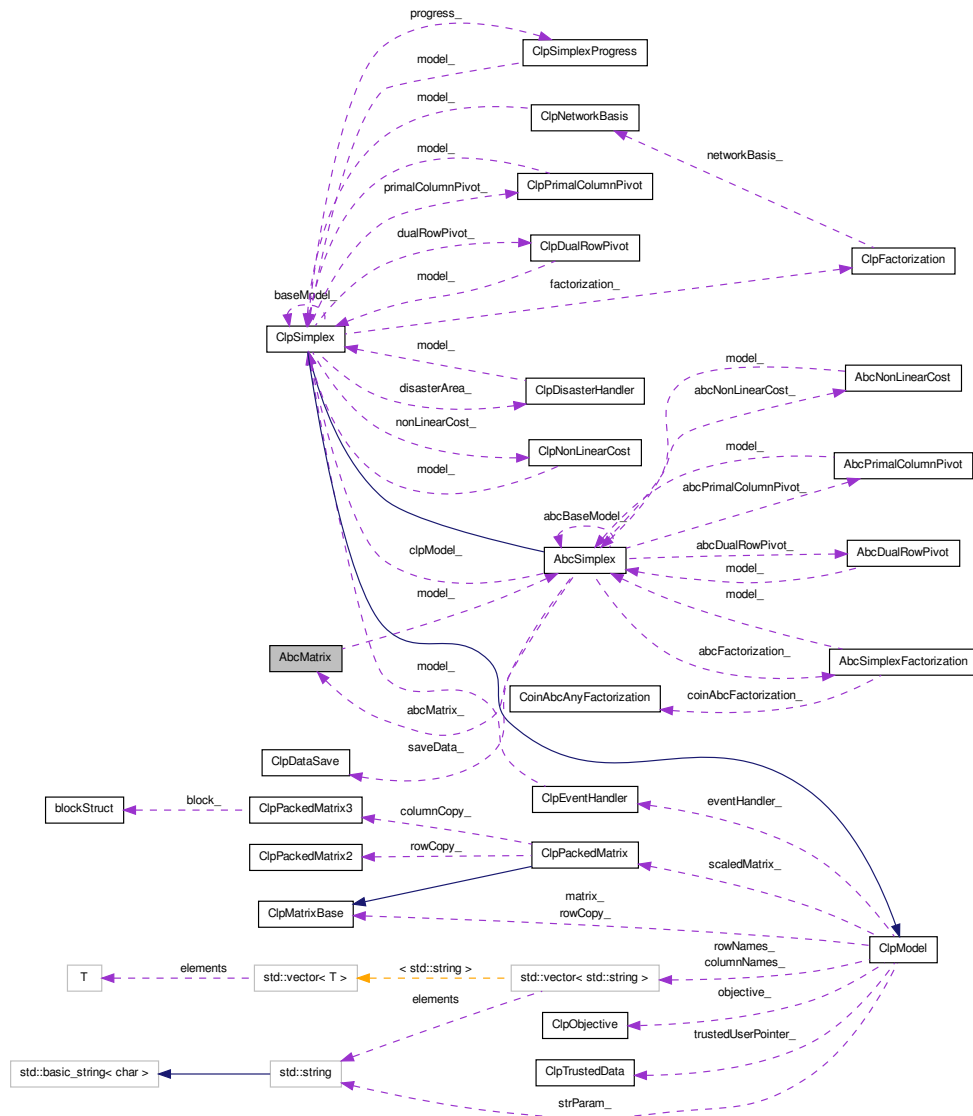 progress_
ClpSimplexProgress
model_
model_
ClpNetworkBasis
networkBasis_
model_
primalColumnPivot_
ClpPrimalColumnPivot
dualRowPivot_
ClpDualRowPivot
ClpFactorization
model_
factorization_
baseModel_
ClpSimplex
model_
model_
AbcNonLinearCost
disasterArea_
ClpDisasterHandler
abcNonLinearCost_
nonLinearCost_
ClpNonLinearCost
model_
AbcPrimalColumnPivot
model_
abcPrimalColumnPivot_
abcBaseModel_
clpModel_
AbcSimplex
abcDualRowPivot_
AbcDualRowPivot
model_
model_
model_
AbcMatrix
model_
abcFactorization_
AbcSimplexFactorization
abcMatrix_
CoinAbcAnyFactorization
coinAbcFactorization_
saveData_
ClpDataSave
blockStruct
block_
ClpPackedMatrix3
columnCopy_
ClpEventHandler
eventHandler_
ClpPackedMatrix2
rowCopy_
ClpPackedMatrix
scaledMatrix_
ClpMatrixBase
matrix_
rowCopy_
ClpModel
rowNames_
columnNames_
T
elements
std::vector< T >
< std::string >
std::vector< std::string >
elements
objective_
ClpObjective
trustedUserPointer_
std::basic_string< char >
std::string
ClpTrustedData
strParam_